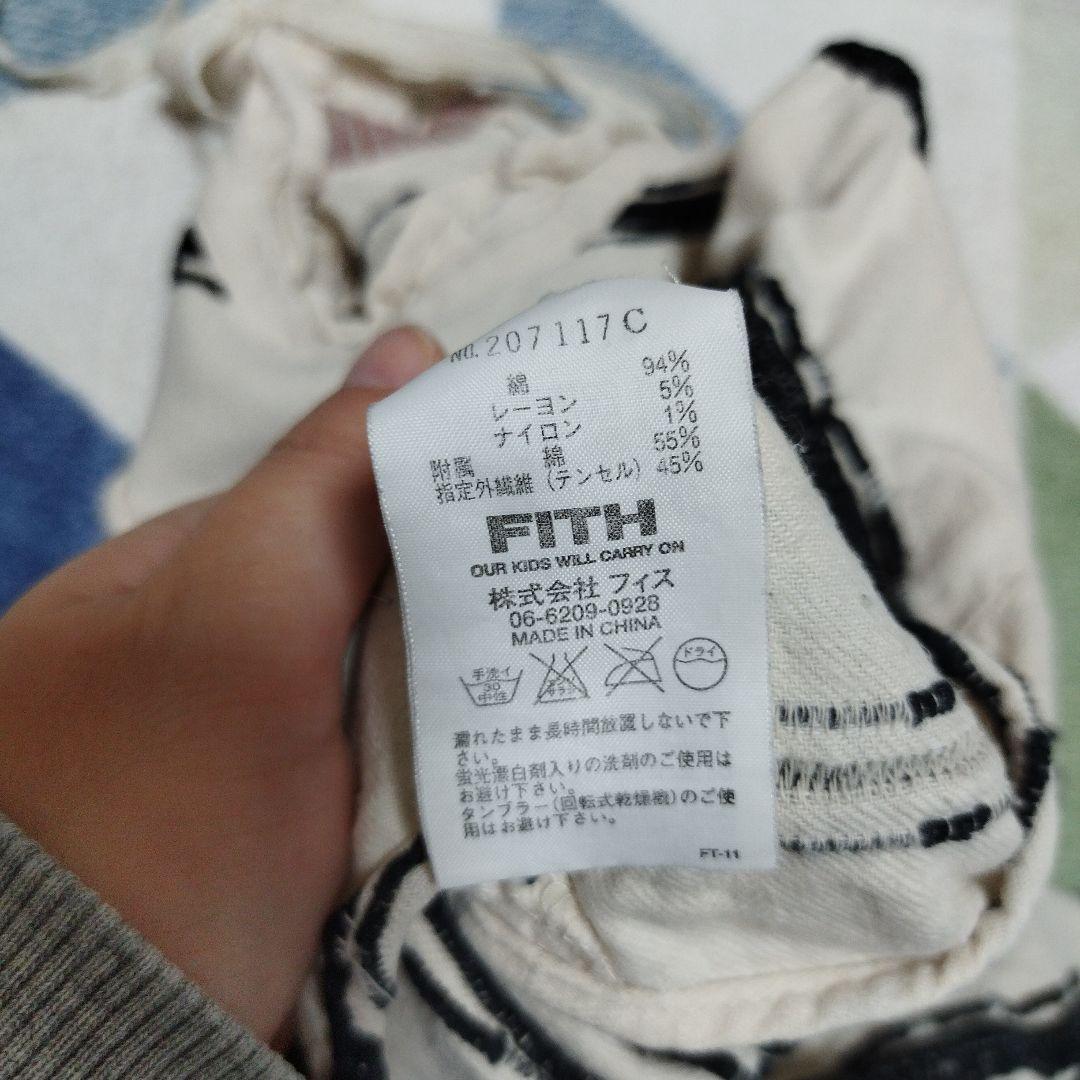 NO. 207117C
綿 94%
レーヨン 5%
ナイロン 1%
附属 綿 55%
指定外繊維(テンセル) 45%
FITH
OUR KIDS WILL CARRY ON
株式会社 フィス
06-6209-0928
MADE IN CHINA
手洗イ
30
中性
エンソ
サラシ
ドライ
濡れたまま長時間放置しないで下
さい。
蛍光漂白剤入りの洗剤のご使用は
お避け下さい。
タンブラー(回転式乾燥機)のご使
用はお避け下さい。
FT-11